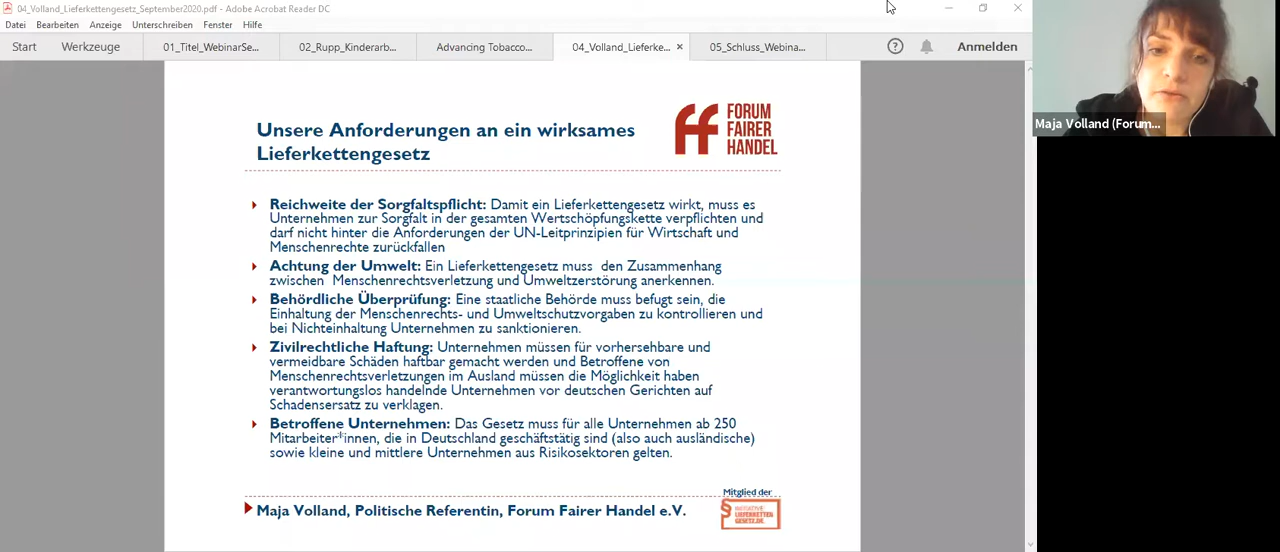 04_Volland_Lieferkettengesetz_September2020.pdf - Adobe Acrobat Reader DC
Datei Bearbeiten Anzeige Unterschreiben Fenster Hilfe
Start Werkzeuge 01_Titel_WebinarSe... 02_Rupp_Kinderarb... Advancing Tobacco... 04_Volland_Lieferke... × 05_Schluss_Webina... Anmelden
Maja Volland (Forum...
Unsere Anforderungen an ein wirksames
Lieferkettengesetz
FORUM
FAIRER
HANDEL
Reichweite der Sorgfaltspflicht: Damit ein Lieferkettengesetz wirkt, muss es
Unternehmen zur Sorgfalt in der gesamten Wertschöpfungskette verpflichten und
darf nicht hinter die Anforderungen der UN-Leitprinzipien für Wirtschaft und
Menschenrechte zurückfallen
Achtung der Umwelt: Ein Lieferkettengesetz muss den Zusammenhang
zwischen Menschenrechtsverletzung und Umweltzerstörung anerkennen.
Behördliche Überprüfung: Eine staatliche Behörde muss befugt sein, die
Einhaltung der Menschenrechts- und Umweltschutzvorgaben zu kontrollieren und
bei Nichteinhaltung Unternehmen zu sanktionieren.
Zivilrechtliche Haftung: Unternehmen müssen für vorhersehbare und
vermeidbare Schäden haftbar gemacht werden und Betroffene von
Menschenrechtsverletzungen im Ausland müssen die Möglichkeit haben
verantwortungslos handelnde Unternehmen vor deutschen Gerichten auf
Schadensersatz zu verklagen.
Betroffene Unternehmen: Das Gesetz muss für alle Unternehmen ab 250
Mitarbeiter*innen, die in Deutschland geschäftstätig sind (also auch ausländische)
sowie kleine und mittlere Unternehmen aus Risikosektoren gelten.
Mitglied der
Maja Volland, Politische Referentin, Forum Fairer Handel e.V.
§ INITIATIVE
LIEFERKETTEN
GESETZ.DE